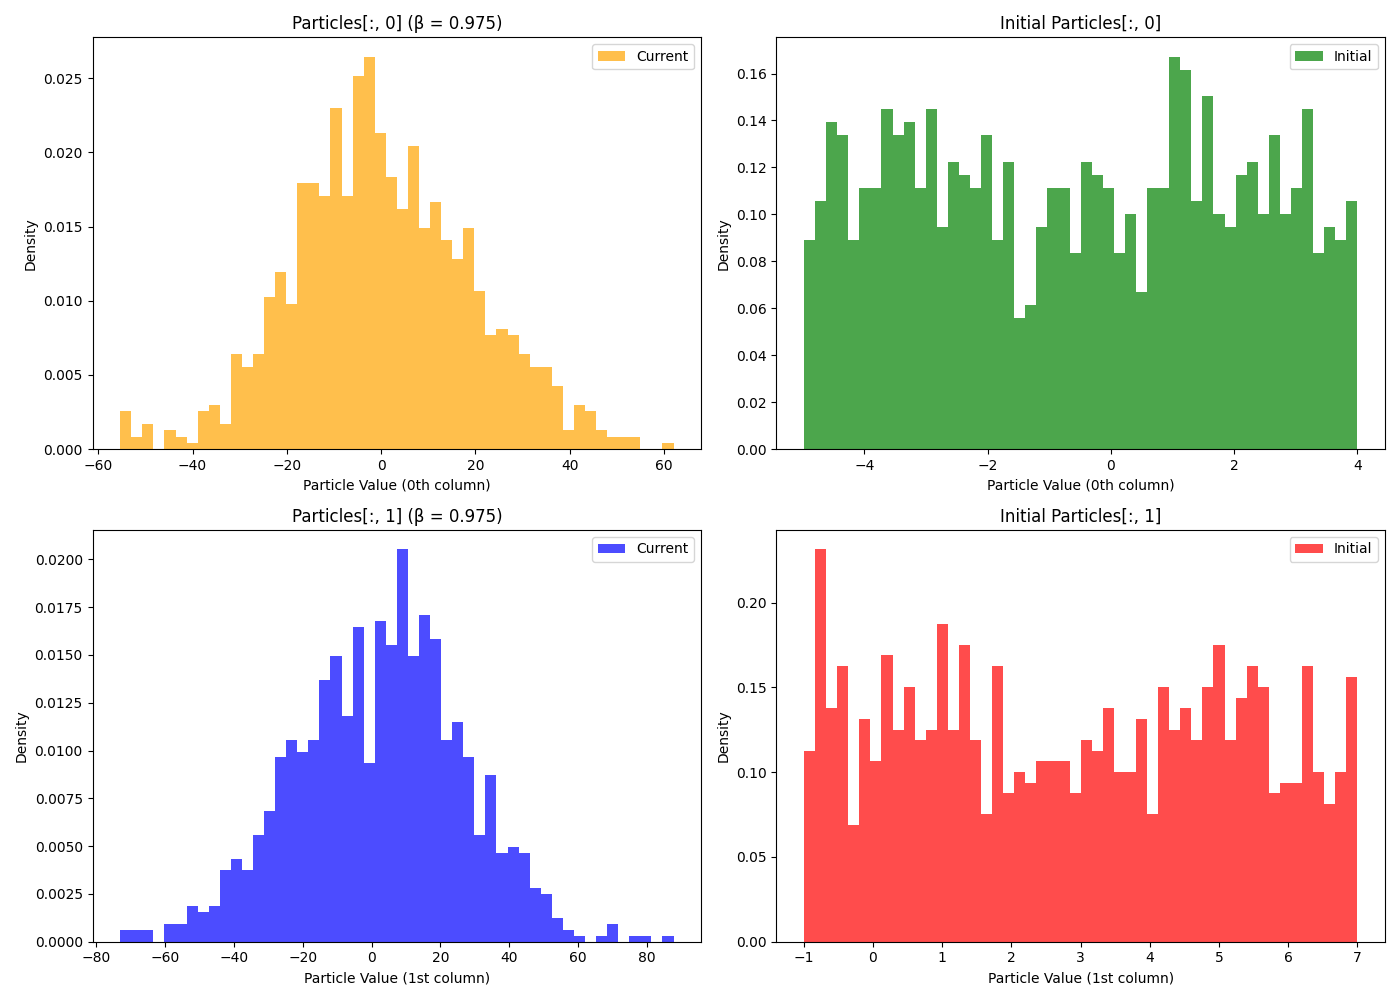 Particles[:, 0] (β = 0.975)
Current
0.025
0.020
0.015
0.010
0.005
0.000
Density
−60 −40 −20 0 20 40 60
Particle Value (0th column)
Initial Particles[:, 0]
Initial
0.16
0.14
0.12
0.10
0.08
0.06
0.04
0.02
0.00
Density
−4 −2 0 2 4
Particle Value (0th column)
Particles[:, 1] (β = 0.975)
Current
0.0200
0.0175
0.0150
0.0125
0.0100
0.0075
0.0050
0.0025
0.0000
Density
−80 −60 −40 −20 0 20 40 60 80
Particle Value (1st column)
Initial Particles[:, 1]
Initial
0.20
0.15
0.10
0.05
0.00
Density
−1 0 1 2 3 4 5 6 7
Particle Value (1st column)